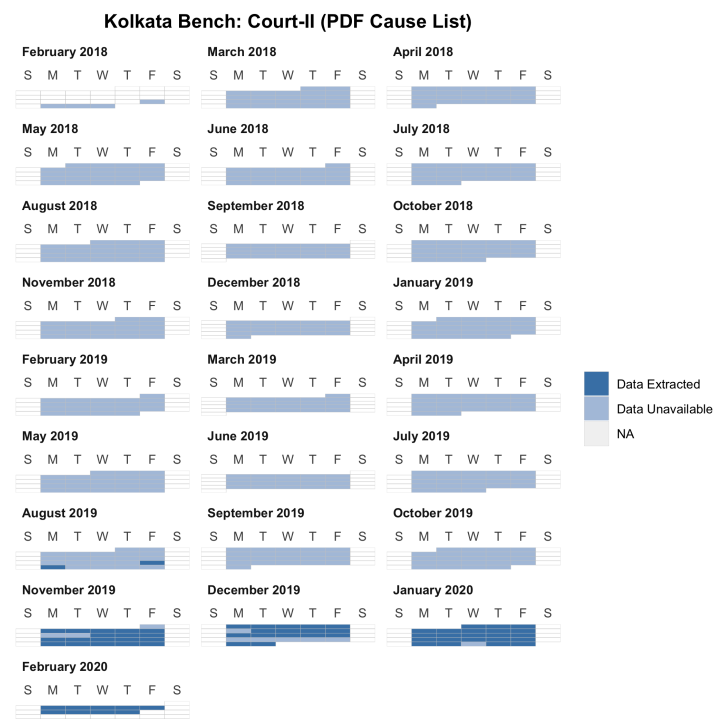 Kolkata Bench: Court-II (PDF Cause List)
February 2018 March 2018 April 2018
S M T W T F S S M T W T F S S M T W T F S
May 2018 June 2018 July 2018
S M T W T F S S M T W T F S S M T W T F S
August 2018 September 2018 October 2018
S M T W T F S S M T W T F S S M T W T F S
November 2018 December 2018 January 2019
S M T W T F S S M T W T F S S M T W T F S
February 2019 March 2019 April 2019
S M T W T F S S M T W T F S S M T W T F S
May 2019 June 2019 July 2019
S M T W T F S S M T W T F S S M T W T F S
August 2019 September 2019 October 2019
S M T W T F S S M T W T F S S M T W T F S
November 2019 December 2019 January 2020
S M T W T F S S M T W T F S S M T W T F S
February 2020
S M T W T F S
Data Extracted
Data Unavailable
NA